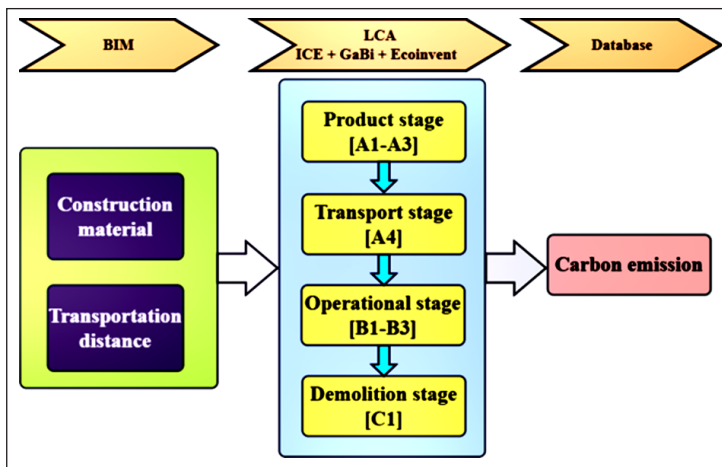 BIM
LCA
ICE + GaBi + Ecoinvent
Database
Construction
material
Transportation
distance
Product stage
[A1-A3]
Transport stage
[A4]
Operational stage
[B1-B3]
Demolition stage
[C1]
Carbon emission